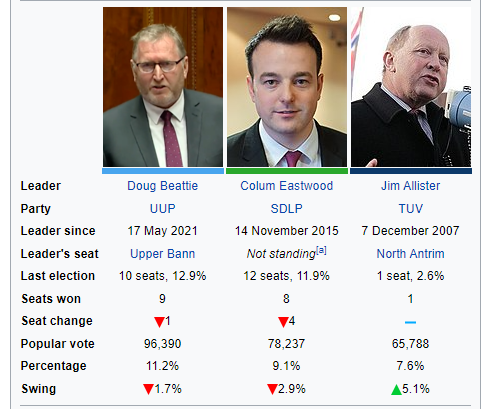 Leader Doug Beattie Colum Eastwood Jim Allister
Party UUP SDLP TUV
Leader since 17 May 2021 14 November 2015 7 December 2007
Leader's seat Upper Bann Not standing[a] North Antrim
Last election 10 seats, 12.9% 12 seats, 11.9% 1 seat, 2.6%
Seats won 9 8 1
Seat change ▼1 ▼4 —
Popular vote 96,390 78,237 65,788
Percentage 11.2% 9.1% 7.6%
Swing ▼1.7% ▼2.9% ▲5.1%